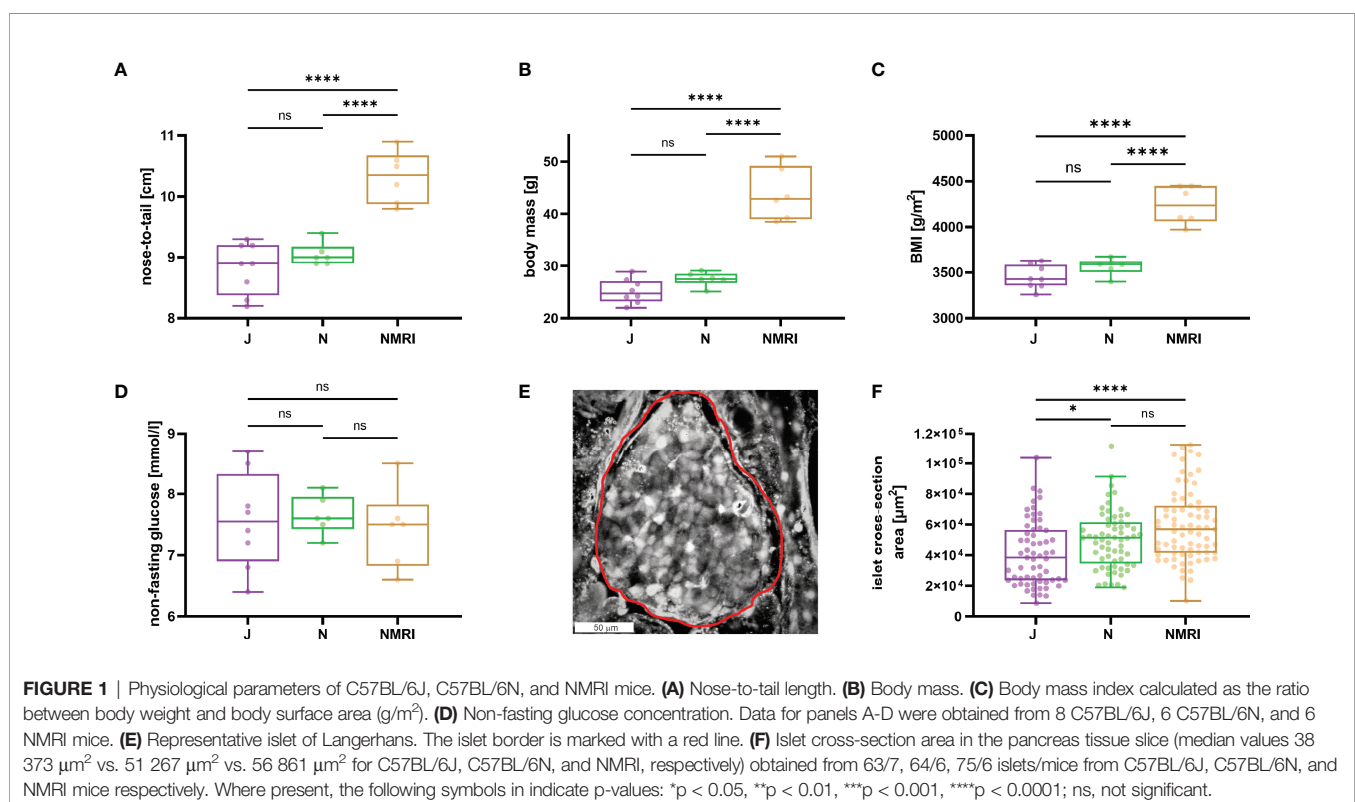 A
nose-to-tail [cm]
11
10
9
8
ns
****
****
J
N
NMRI
B
body mass [g]
50
40
30
20
ns
****
****
J
N
NMRI
C
BMI [g/m²]
5000
4500
4000
3500
3000
ns
****
****
J
N
NMRI
D
non-fasting glucose [mmol/l]
9
8
7
6
ns
ns
ns
J
N
NMRI
E
50 µm
F
islet cross-section
area [µm²]
1.2×10⁵
1×10⁵
8×10⁴
6×10⁴
4×10⁴
2×10⁴
0
****
*
ns
J
N
NMRI
FIGURE 1 | Physiological parameters of C57BL/6J, C57BL/6N, and NMRI mice. (A) Nose-to-tail length. (B) Body mass. (C) Body mass index calculated as the ratio
between body weight and body surface area (g/m²). (D) Non-fasting glucose concentration. Data for panels A-D were obtained from 8 C57BL/6J, 6 C57BL/6N, and 6
NMRI mice. (E) Representative islet of Langerhans. The islet border is marked with a red line. (F) Islet cross-section area in the pancreas tissue slice (median values 38
373 µm² vs. 51 267 µm² vs. 56 861 µm² for C57BL/6J, C57BL/6N, and NMRI, respectively) obtained from 63/7, 64/6, 75/6 islets/mice from C57BL/6J, C57BL/6N, and
NMRI mice respectively. Where present, the following symbols in indicate p-values: *p < 0.05, **p < 0.01, ***p < 0.001, ****p < 0.0001; ns, not significant.